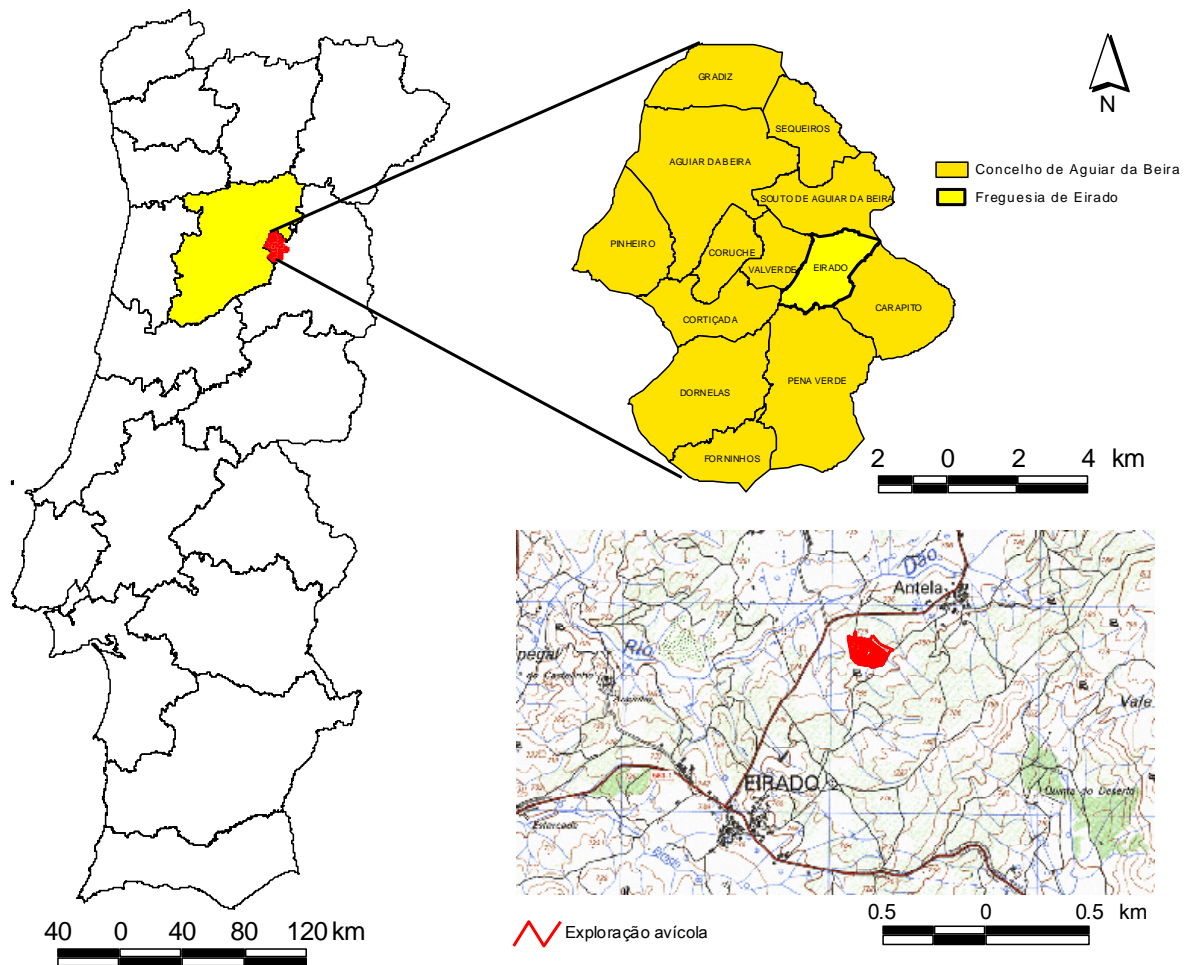 GRADIZ
SEQUEIROS
AGUIAR DA BEIRA
SOUTO DE AGUIAR DA BEIRA
PINHEIRO
CORUCHE
VALVERDE
EIRADO
CARAPITO
CORTIÇADA
PENA VERDE
DORNELAS
FORNINHOS
N
Concelho de Aguiar da Beira
Freguesia de Eirado
2 0 2 4 km
Dão
Antela
Rio
Vale
EIRADO
Quinta do Deserto
0.5 0 0.5 km
Exploração avícola
40 0 40 80 120 km